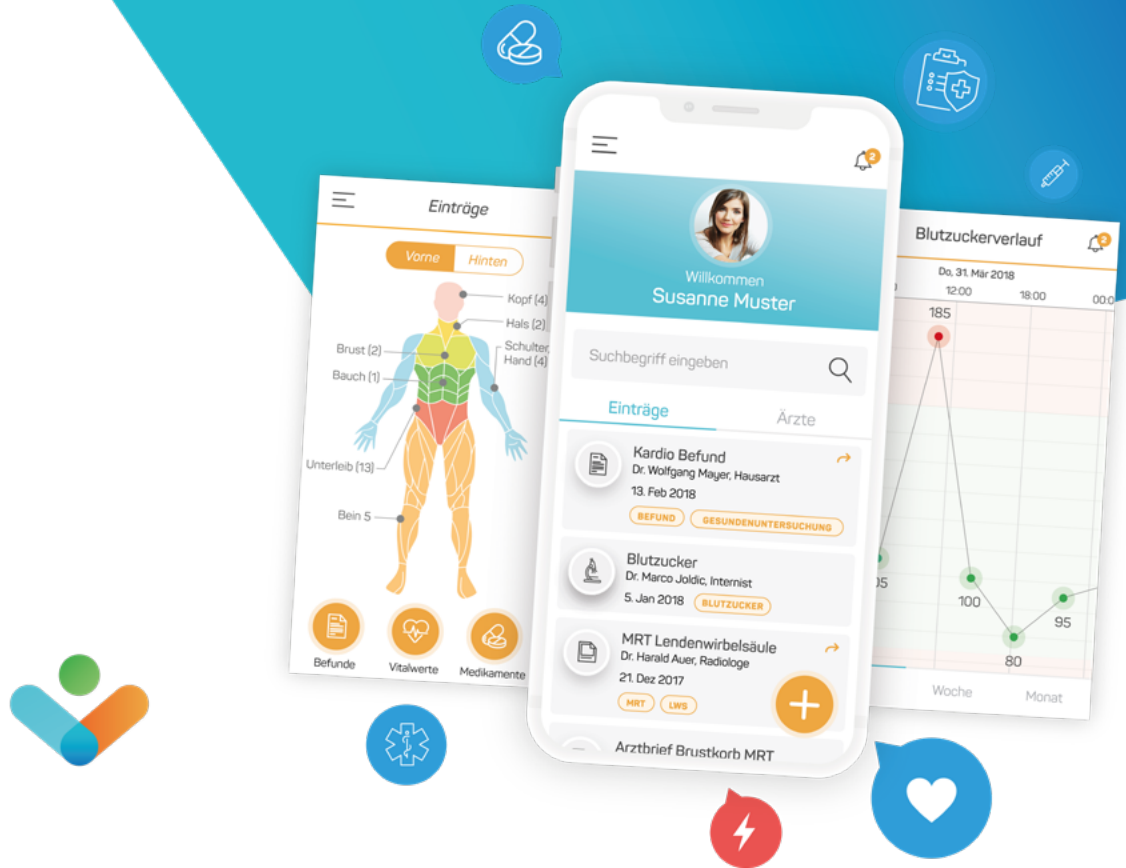 Einträge
Vorne
Hinten
Kopf (4)
Hals (2)
Schulter,
Hand (4)
Brust (2)
Bauch (1)
Unterleib (13)
Bein 5
Befunde
Vitalwerte
Medikamente
2
Willkommen
Susanne Muster
Suchbegriff eingeben
Einträge
Ärzte
Kardio Befund
Dr. Wolfgang Mayer, Hausarzt
13. Feb 2018
BEFUND
GESUNDENUNTERSUCHUNG
Blutzucker
Dr. Marco Joldic, Internist
5. Jan 2018
BLUTZUCKER
MRT Lendenwirbelsäule
Dr. Harald Auer, Radiologe
21. Dez 2017
MRT
LWS
Arztbrief Brustkorb MRT
Blutzuckerverlauf
2
Do, 31. Mär 2018
12:00
18:00
185
100
80
95
Woche
Monat